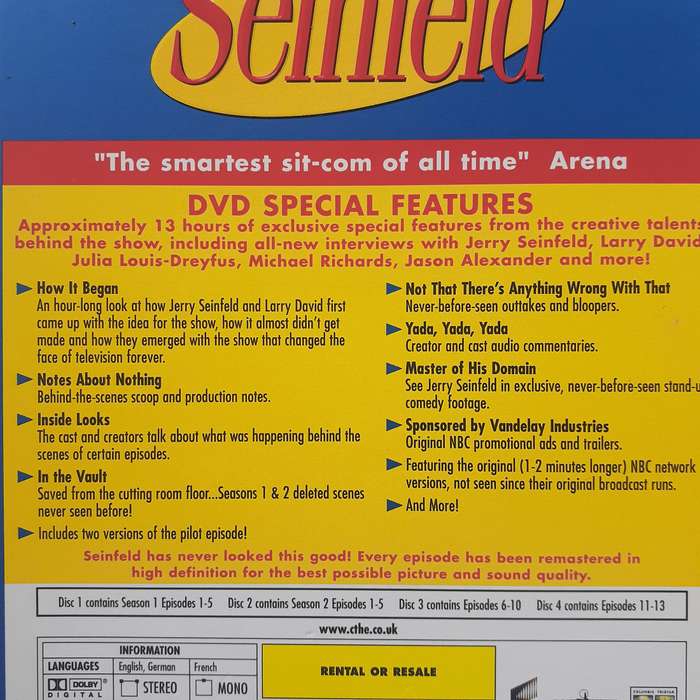 Seinfeld
"The smartest sit-com of all time" Arena
DVD SPECIAL FEATURES
Approximately 13 hours of exclusive special features from the creative talents
behind the show, including all-new interviews with Jerry Seinfeld, Larry David
Julia Louis-Dreyfus, Michael Richards, Jason Alexander and more!
How It Began
An hour-long look at how Jerry Seinfeld and Larry David first
came up with the idea for the show, how it almost didn't get
made and how they emerged with the show that changed the
face of television forever.
Notes About Nothing
Behind-the-scenes scoop and production notes.
Inside Looks
The cast and creators talk about what was happening behind the
scenes of certain episodes.
In the Vault
Saved from the cutting room floor...Seasons 1 & 2 deleted scenes
never seen before!
Includes two versions of the pilot episode!
Not That There's Anything Wrong With That
Never-before-seen outtakes and bloopers.
Yada, Yada, Yada
Creator and cast audio commentaries.
Master of His Domain
See Jerry Seinfeld in exclusive, never-before-seen stand-u
comedy footage.
Sponsored by Vandelay Industries
Original NBC promotional ads and trailers.
Featuring the original (1-2 minutes longer) NBC network
versions, not seen since their original broadcast runs.
And More!
Seinfeld has never looked this good! Every episode has been remastered in
high definition for the best possible picture and sound quality.
Disc 1 contains Season 1 Episodes 1-5 Disc 2 contains Season 2 Episodes 1-5 Disc 3 contains Episodes 6-10 Disc 4 contains Episodes 11-13
www.cthe.co.uk
INFORMATION
LANGUAGES English, German French
DOLBY DIGITAL STEREO MONO
RENTAL OR RESALE
COLUMBIA TRISTAR